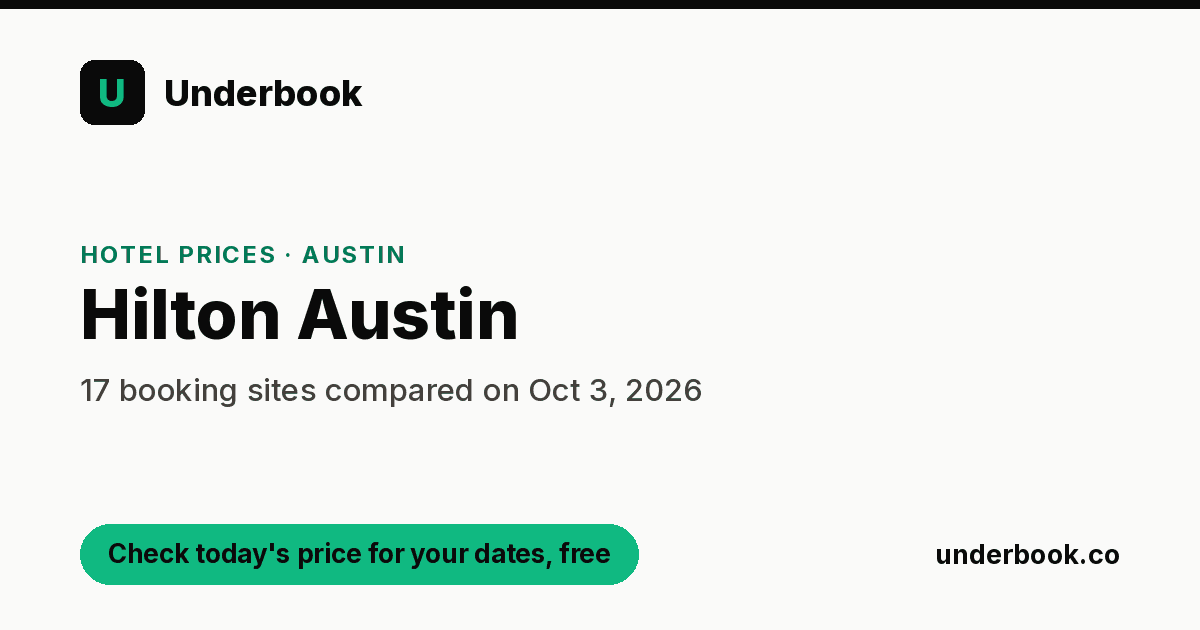 U Underbook
HOTEL PRICES · AUSTIN
Hilton Austin
17 booking sites compared on Oct 3, 2026
Check today's price for your dates, free
underbook.co